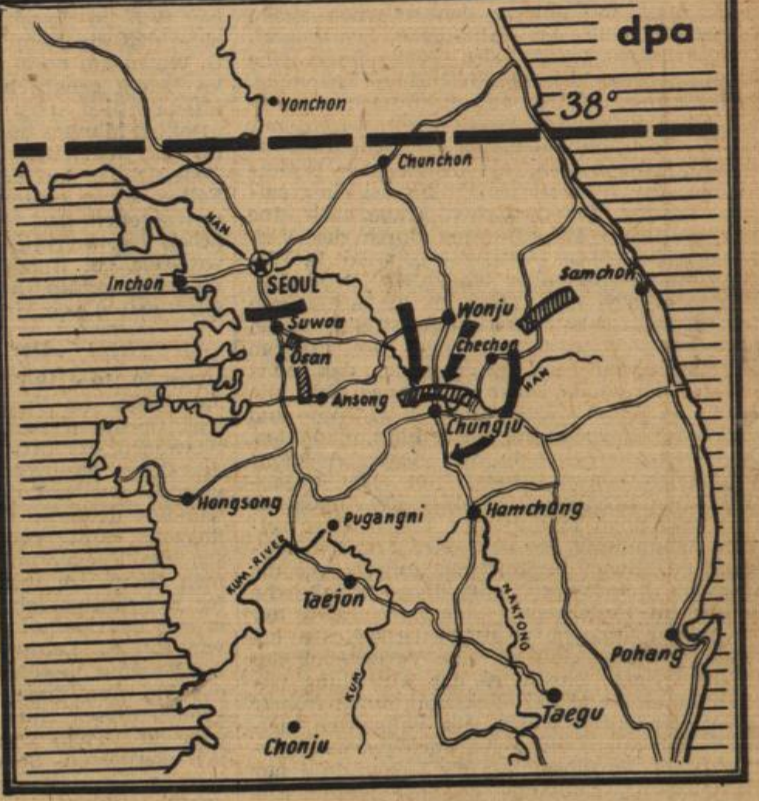 dpa
38°
Yonchon
Chunchon
HAN
Inchon
SEOUL
Samchon
Suwon
Wonju
Osan
Chechon
HAN
Ansong
Chungju
Hongsong
Pugangni
Hamchang
KUM-RIVER
Taejon
NAKTONG
KUM
Pohang
Taegu
Chonju